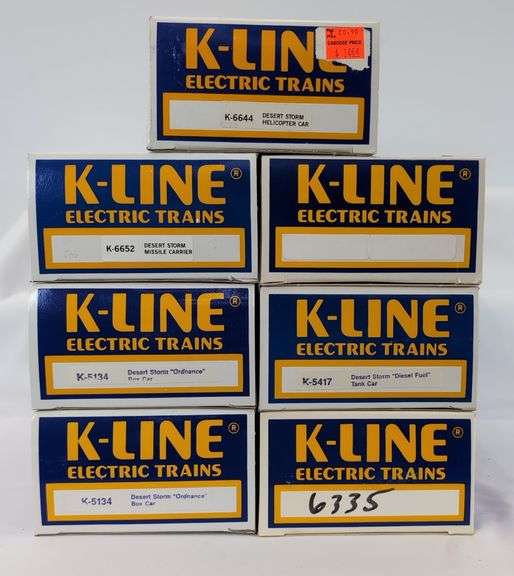 K-LINE
ELECTRIC TRAINS
K-6644 DESERT STORM
HELICOPTER CAR
CABOOSE PRICE
K-LINE®
ELECTRIC TRAINS
K-6652 DESERT STORM
MISSILE CARRIER
K-LINE®
ELECTRIC TRAINS
K-LINE®
ELECTRIC TRAINS
K-5134 Desert Storm "Ordnance"
Box Car
K-LINE®
ELECTRIC TRAINS
K-5417 Desert Storm "Diesel Fuel"
Tank Car
K-LINE®
ELECTRIC TRAINS
K-5134 Desert Storm "Ordnance"
Box Car
K-LINE®
ELECTRIC TRAINS
6335